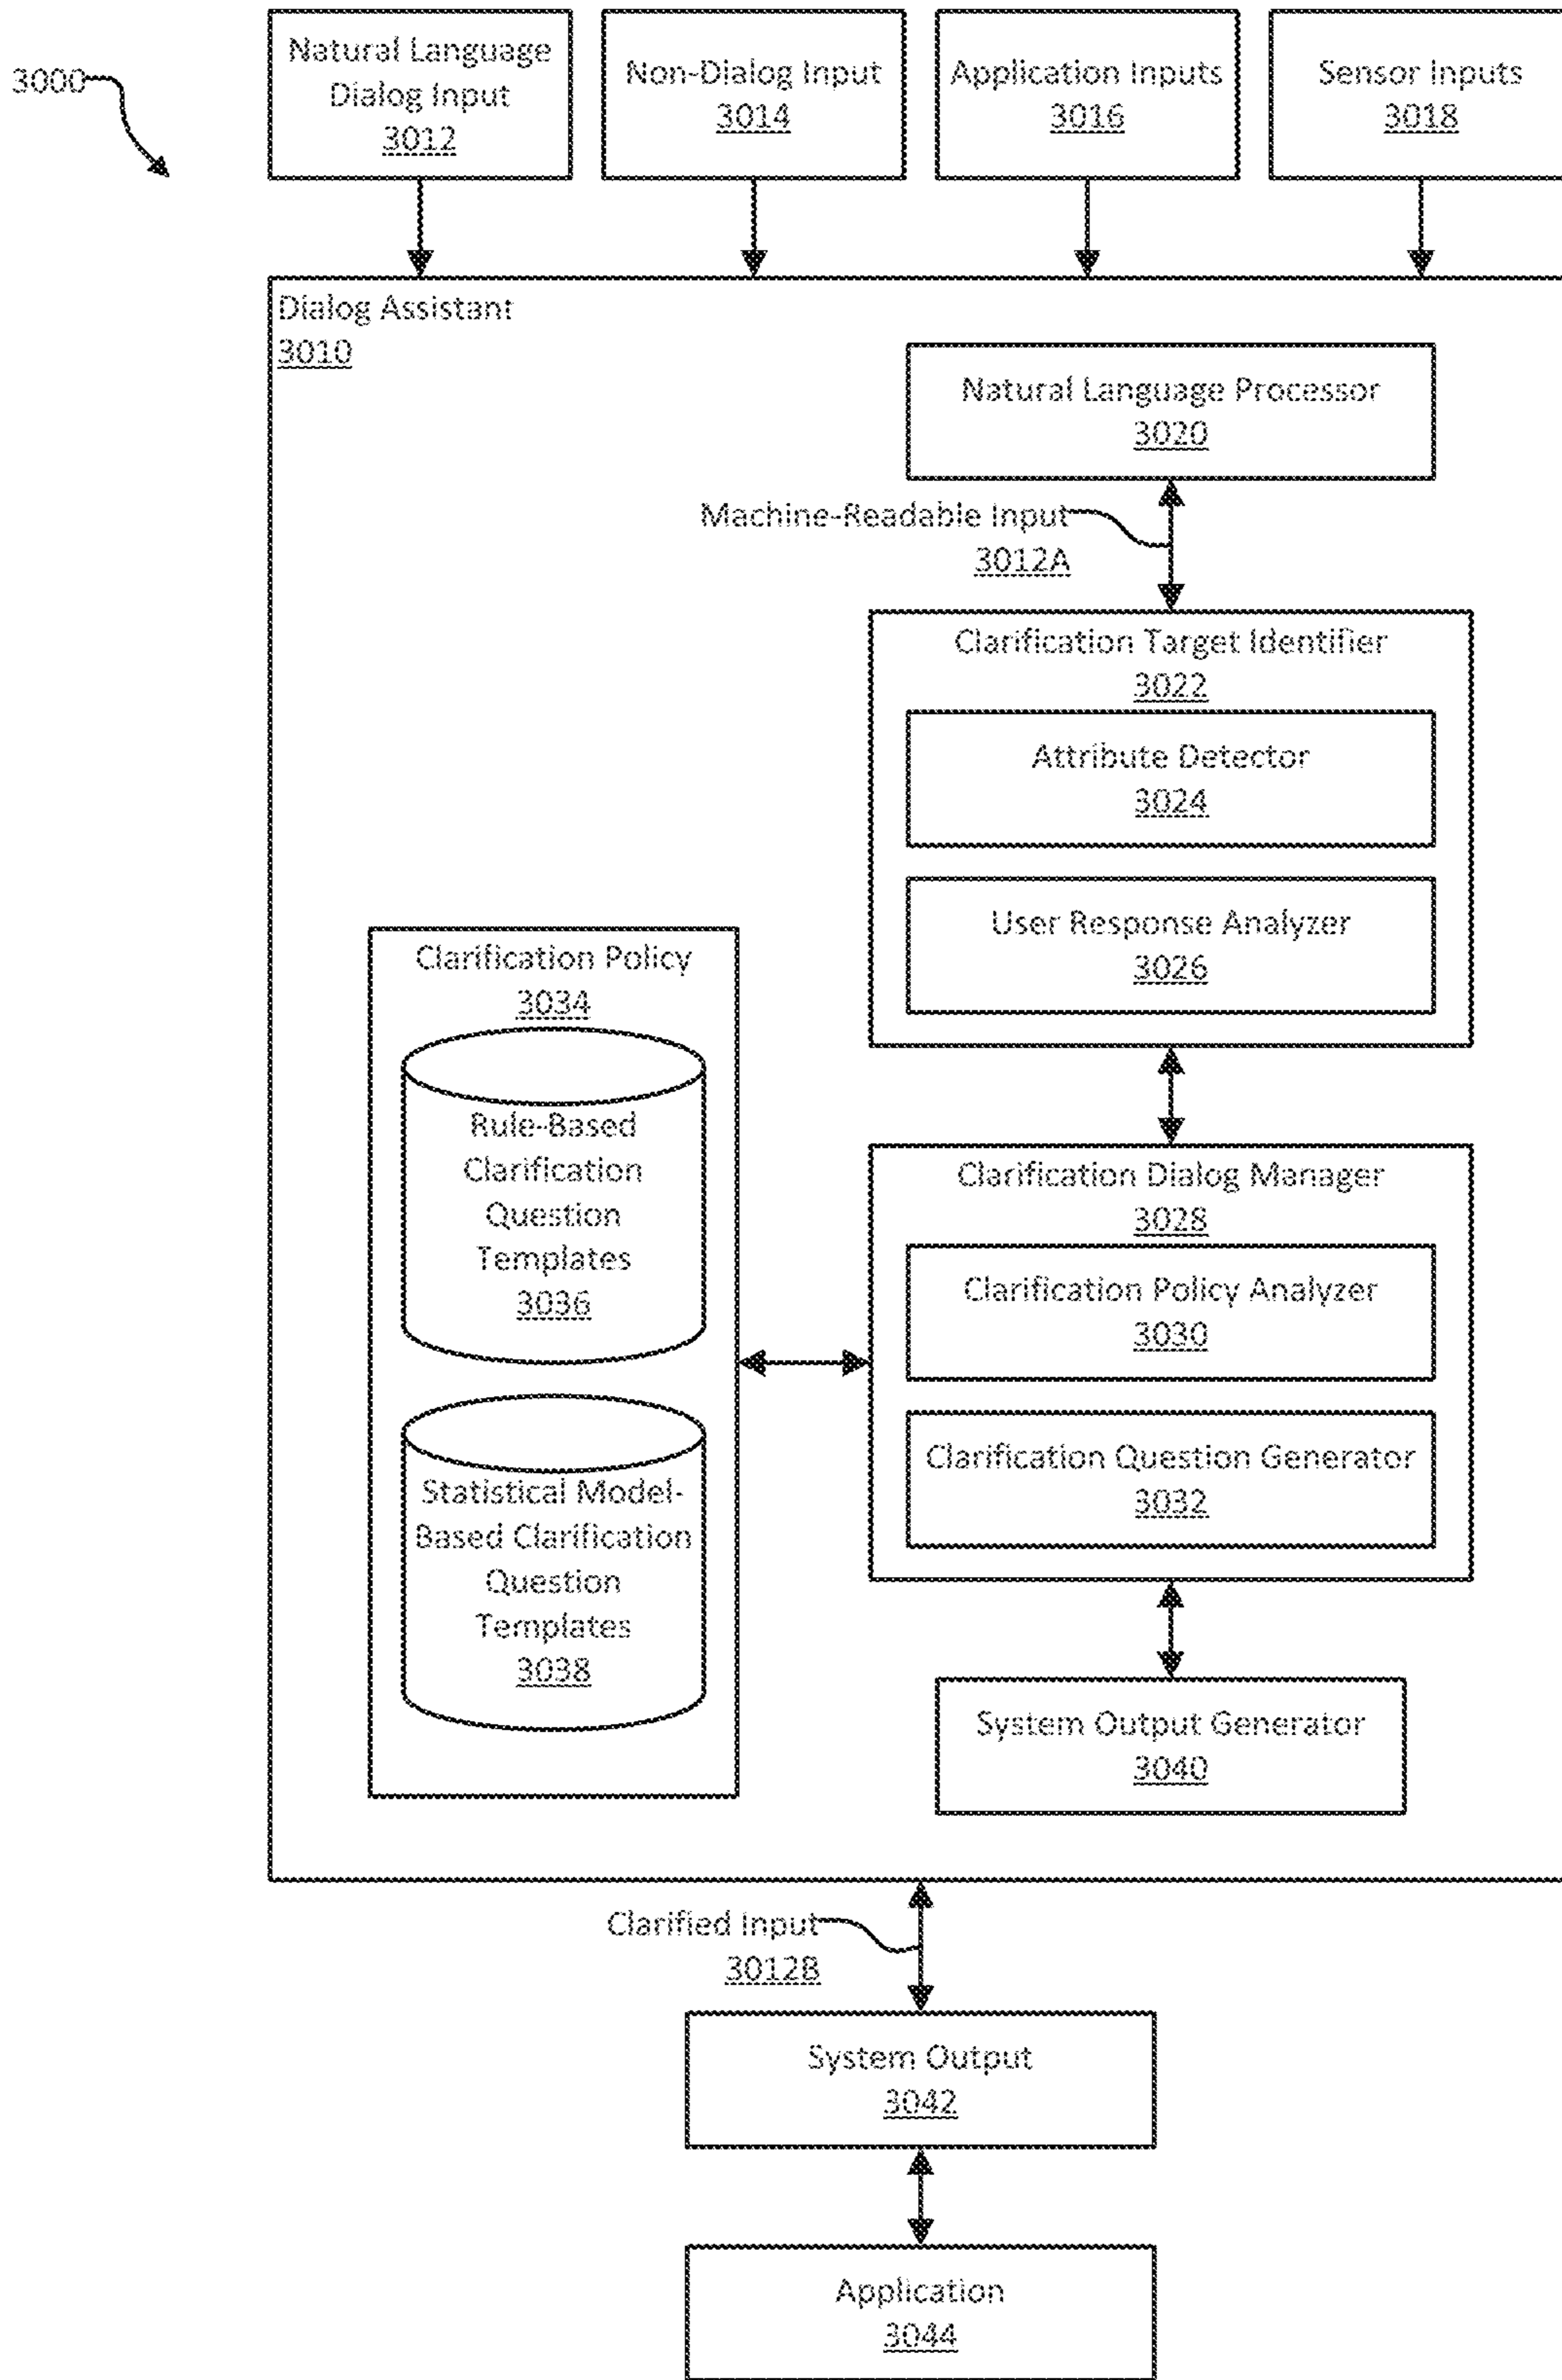 3000
Natural Language
Dialog Input
3012
Non-Dialog Input
3014
Application Inputs
3016
Sensor Inputs
3018
Dialog Assistant
3010
Natural Language Processor
3020
Machine-Readable Input
3012A
Clarification Target Identifier
3022
Attribute Detector
3024
User Response Analyzer
3026
Clarification Policy
3034
Rule-Based
Clarification
Question
Templates
3036
Statistical Model-
Based Clarification
Question
Templates
3038
Clarification Dialog Manager
3028
Clarification Policy Analyzer
3030
Clarification Question Generator
3032
System Output Generator
3040
Clarified Input
3012B
System Output
3042
Application
3044